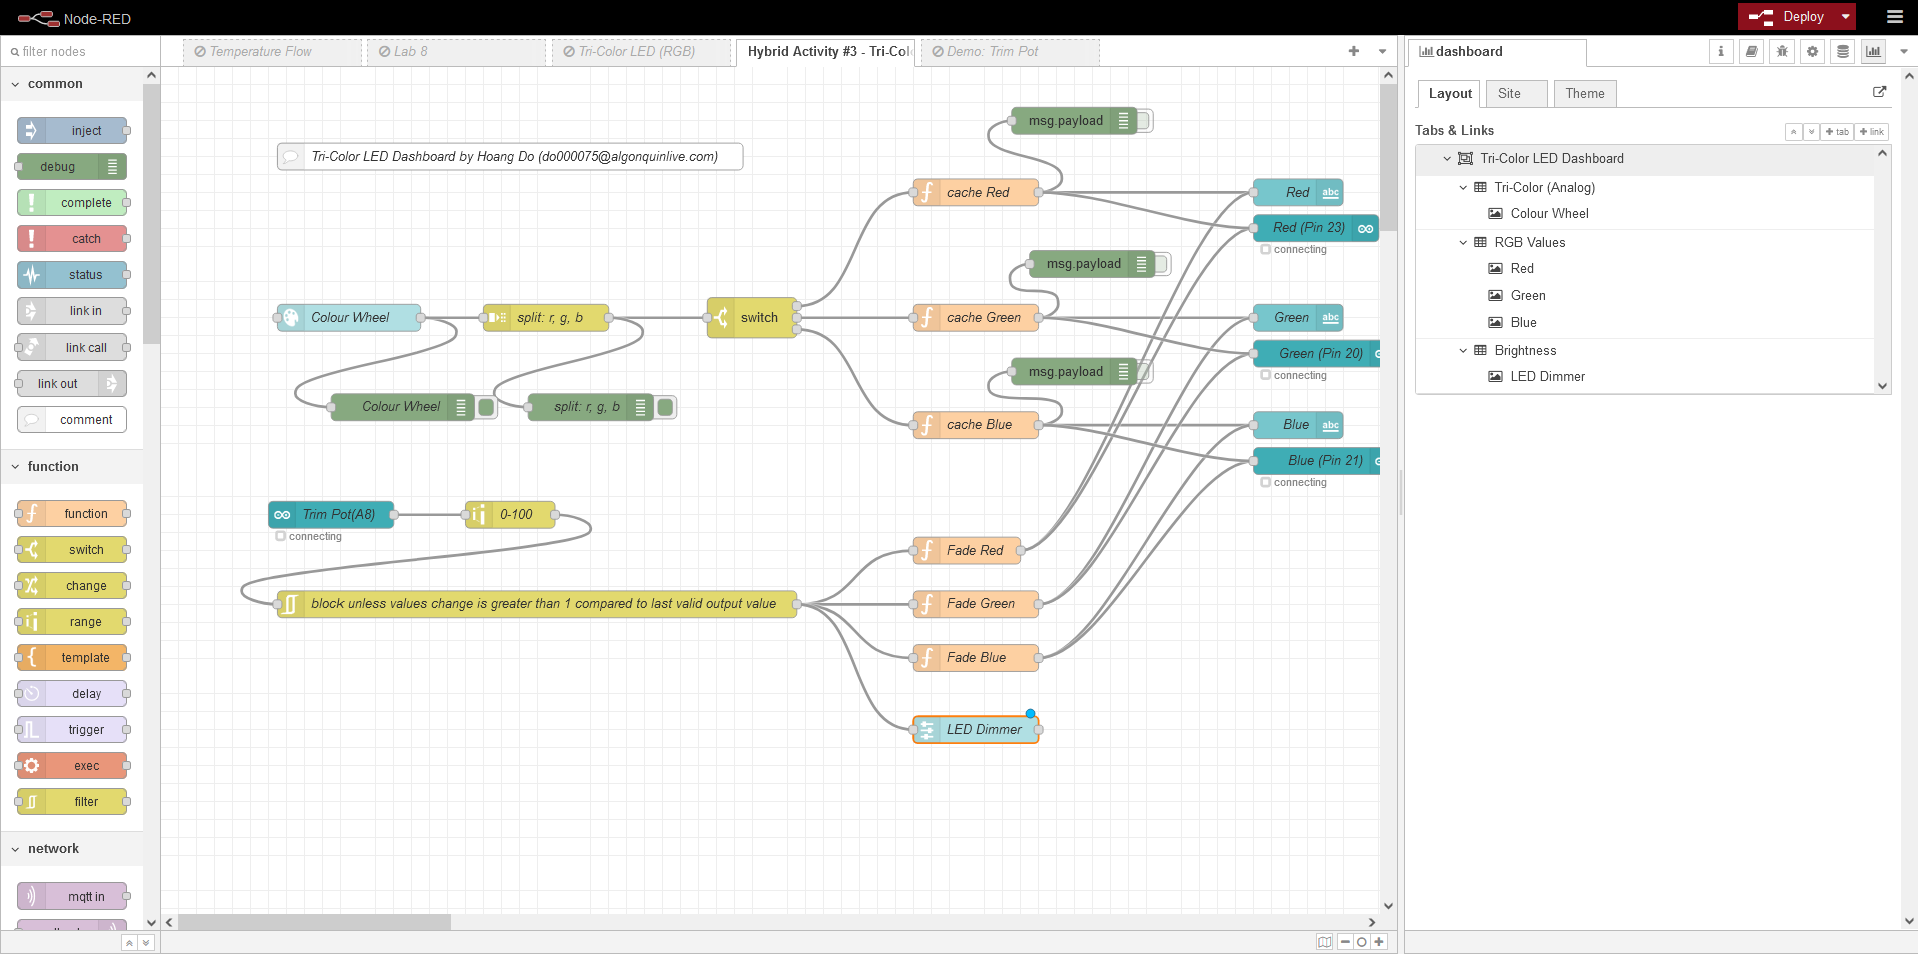 Node-RED
Deploy
filter nodes
Temperature Flow
Lab 8
Tri-Color LED (RGB)
Hybrid Activity #3 - Tri-Col
Demo: Trim Pot
dashboard
common
inject
debug
complete
catch
status
link in
link call
link out
comment
function
function
switch
change
range
template
delay
trigger
exec
filter
network
mqtt in
Tri-Color LED Dashboard by Hoang Do (do000075@algonquinlive.com)
msg.payload
cache Red
Red
abc
Red (Pin 23)
connecting
msg.payload
Colour Wheel
split: r, g, b
switch
cache Green
Green
abc
Green (Pin 20)
connecting
msg.payload
Colour Wheel
split: r, g, b
cache Blue
Blue
abc
Blue (Pin 21)
connecting
Trim Pot(A8)
connecting
0-100
Fade Red
block unless values change is greater than 1 compared to last valid output value
Fade Green
Fade Blue
LED Dimmer
Layout
Site
Theme
Tabs & Links
tab
link
Tri-Color LED Dashboard
Tri-Color (Analog)
Colour Wheel
RGB Values
Red
Green
Blue
Brightness
LED Dimmer